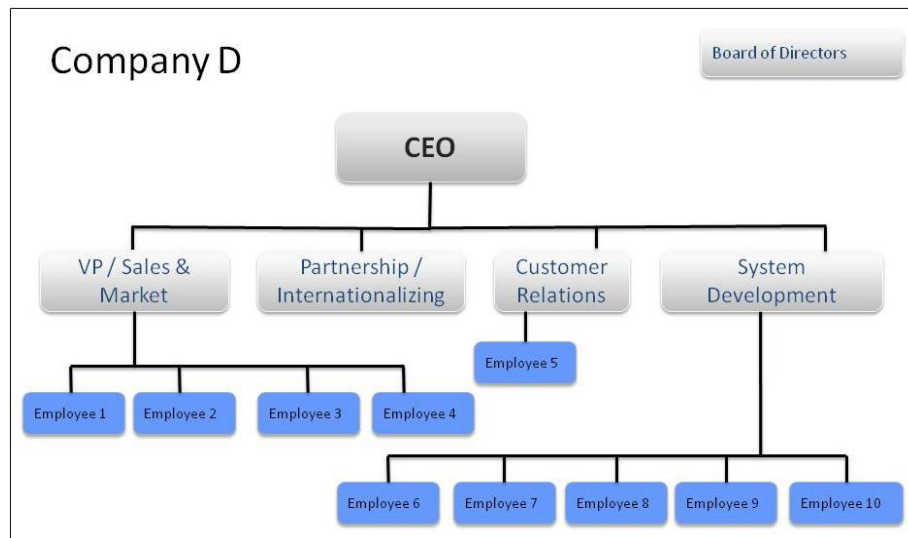 Company D
Board of Directors
CEO
VP / Sales &
Market
Partnership /
Internationalizing
Customer
Relations
System
Development
Employee 5
Employee 1
Employee 2
Employee 3
Employee 4
Employee 6
Employee 7
Employee 8
Employee 9
Employee 10